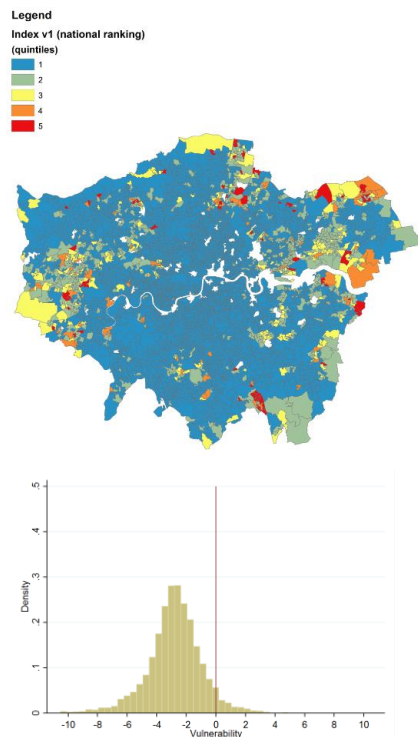 Legend
Index v1 (national ranking)
(quintiles)
1
2
3
4
5
.5
.4
.3
.2
.1
0
Density
-10 -8 -6 -4 -2 0 2 4 6 8 10
Vulnerability